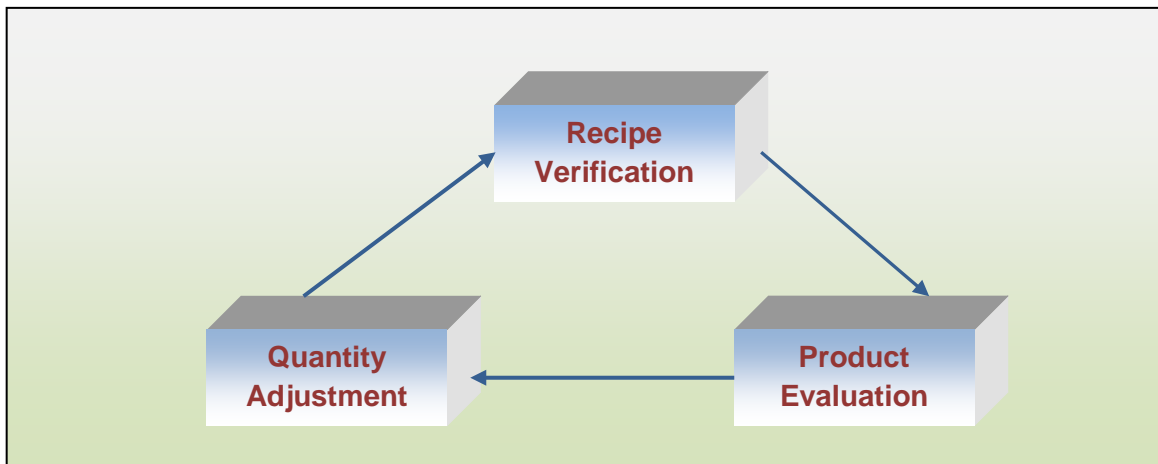 Recipe
Verification
Quantity
Adjustment
Product
Evaluation